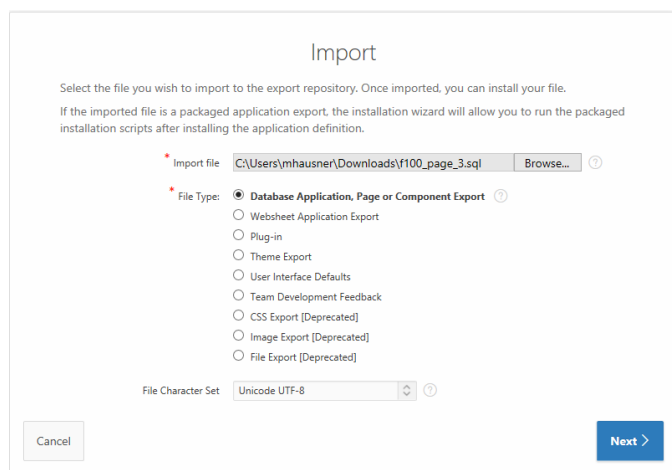 Import
Select the file you wish to import to the export repository. Once imported, you can install your file.
If the imported file is a packaged application export, the installation wizard will allow you to run the packaged
installation scripts after installing the application definition.
* Import file C:\Users\mhausner\Downloads\f100_page_3.sql Browse... ?
* File Type: Database Application, Page or Component Export ?
Websheet Application Export
Plug-in
Theme Export
User Interface Defaults
Team Development Feedback
CSS Export [Deprecated]
Image Export [Deprecated]
File Export [Deprecated]
File Character Set Unicode UTF-8 ?
Cancel Next >